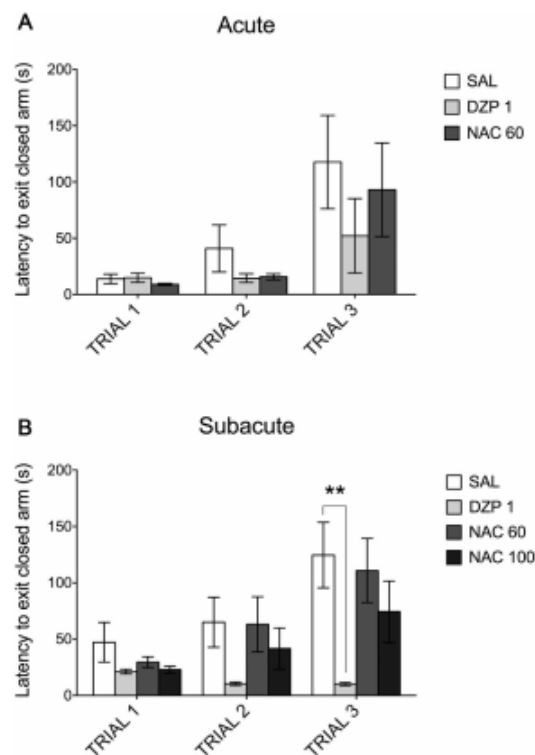 A
Acute
Latency to exit closed arm (s)
200
150
100
50
0
TRIAL 1
TRIAL 2
TRIAL 3
SAL
DZP 1
NAC 60
B
Subacute
Latency to exit closed arm (s)
200
150
100
50
0
**
TRIAL 1
TRIAL 2
TRIAL 3
SAL
DZP 1
NAC 60
NAC 100